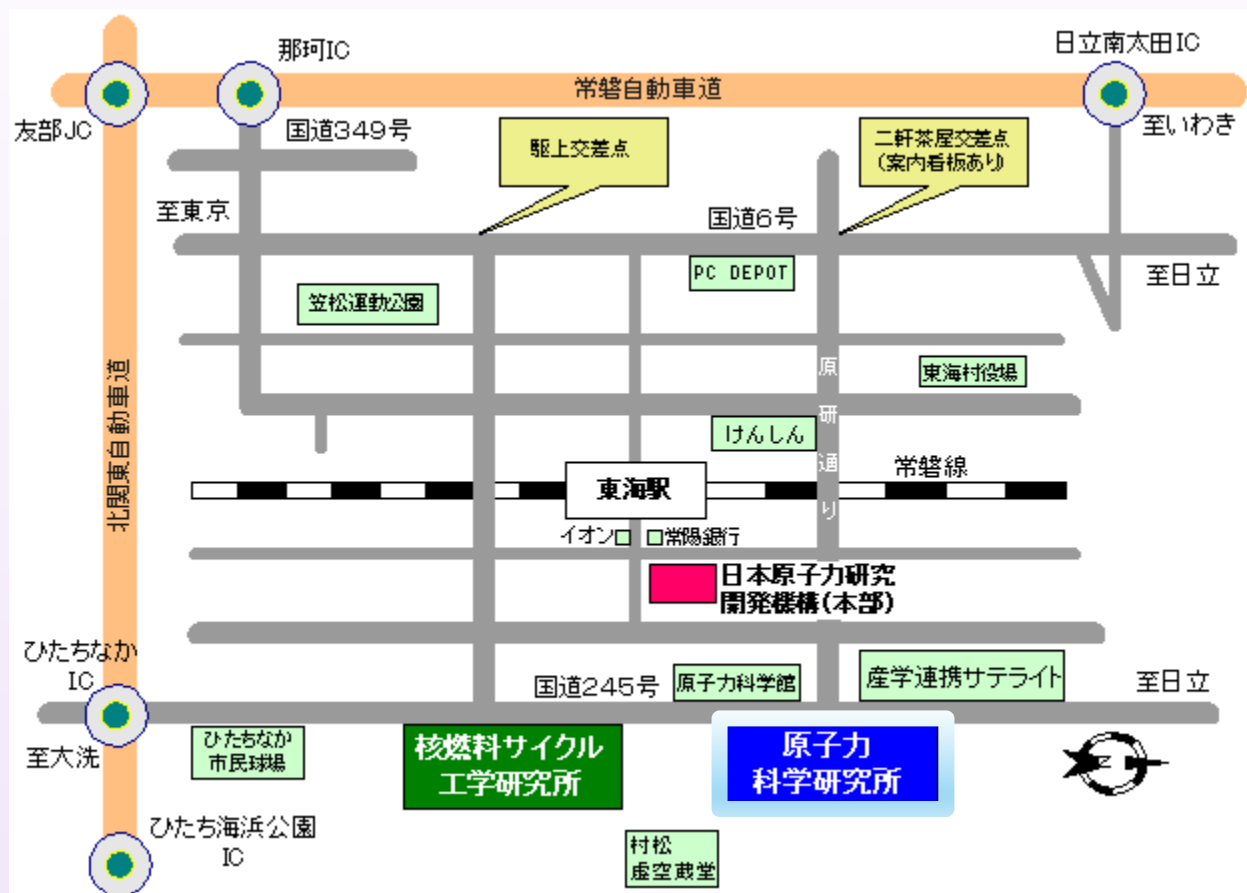 那珂IC
日立南太田IC
常磐自動車道
友部JC
至いわき
国道349号
駆上交差点
二軒茶屋交差点
(案内看板あり)
至東京
国道6号
PC DEPOT
至日立
笠松運動公園
北関東自動車道
原研通り
東海村役場
けんしん
常磐線
東海駅
イオン
常陽銀行
日本原子力研究
開発機構(本部)
ひたちなか
IC
国道245号
原子力科学館
産学連携サテライト
至日立
至大洗
ひたちなか
市民球場
核燃料サイクル
工学研究所
原子力
科学研究所
Z
ひたち海浜公園
IC
村松
虚空蔵堂